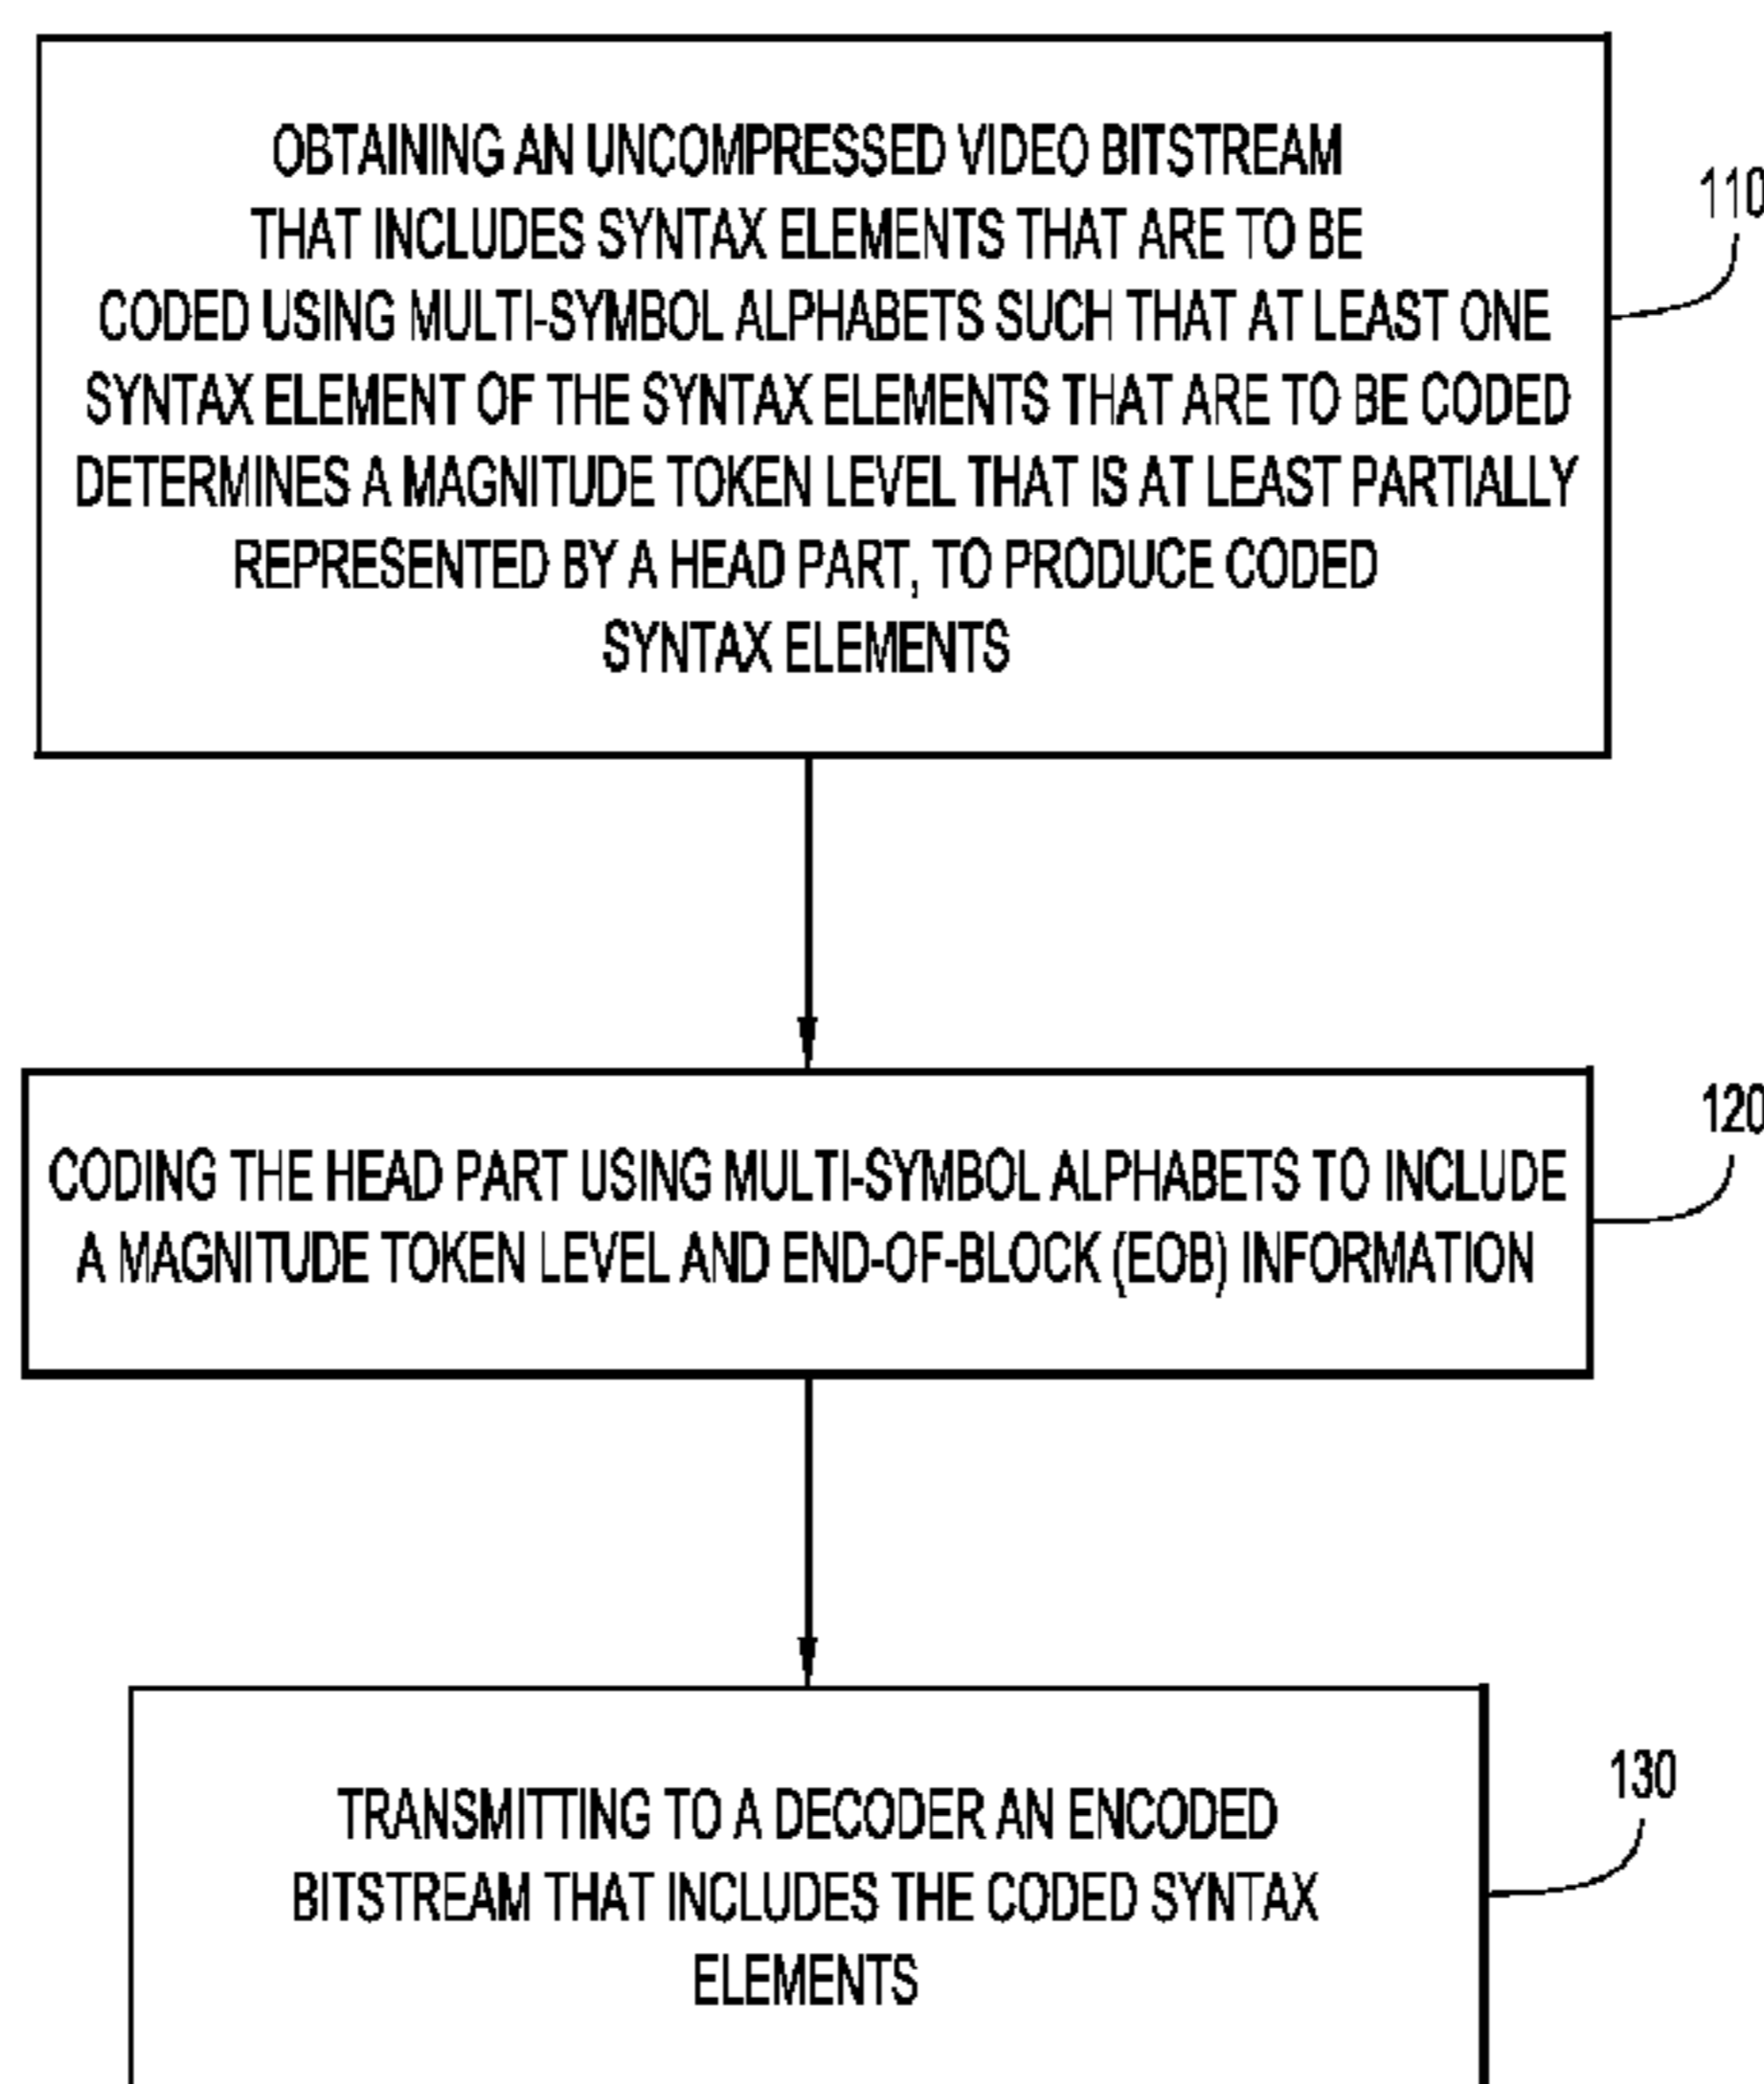 OBTAINING AN UNCOMPRESSED VIDEO BITSTREAM
THAT INCLUDES SYNTAX ELEMENTS THAT ARE TO BE
CODED USING MULTI-SYMBOL ALPHABETS SUCH THAT AT LEAST ONE
SYNTAX ELEMENT OF THE SYNTAX ELEMENTS THAT ARE TO BE CODED
DETERMINES A MAGNITUDE TOKEN LEVEL THAT IS AT LEAST PARTIALLY
REPRESENTED BY A HEAD PART, TO PRODUCE CODED
SYNTAX ELEMENTS
110
CODING THE HEAD PART USING MULTI-SYMBOL ALPHABETS TO INCLUDE
A MAGNITUDE TOKEN LEVEL AND END-OF-BLOCK (EOB) INFORMATION
120
TRANSMITTING TO A DECODER AN ENCODED
BITSTREAM THAT INCLUDES THE CODED SYNTAX
ELEMENTS
130